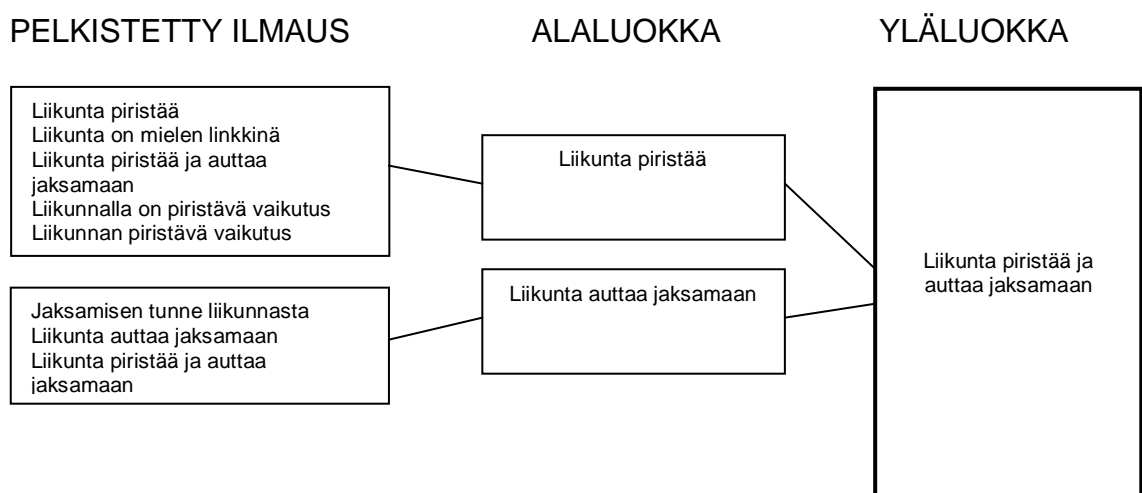 PELKISTETTY ILMAUS ALALUOKKA YLÄLUOKKA
Liikunta piristää
Liikunta on mielen linkkinä
Liikunta piristää ja auttaa
jaksamaan
Liikunnalla on piristävä vaikutus
Liikunnan piristävä vaikutus
Jaksamisen tunne liikunnasta
Liikunta auttaa jaksamaan
Liikunta piristää ja auttaa
jaksamaan
Liikunta piristää
Liikunta auttaa jaksamaan
Liikunta piristää ja
auttaa jaksamaan